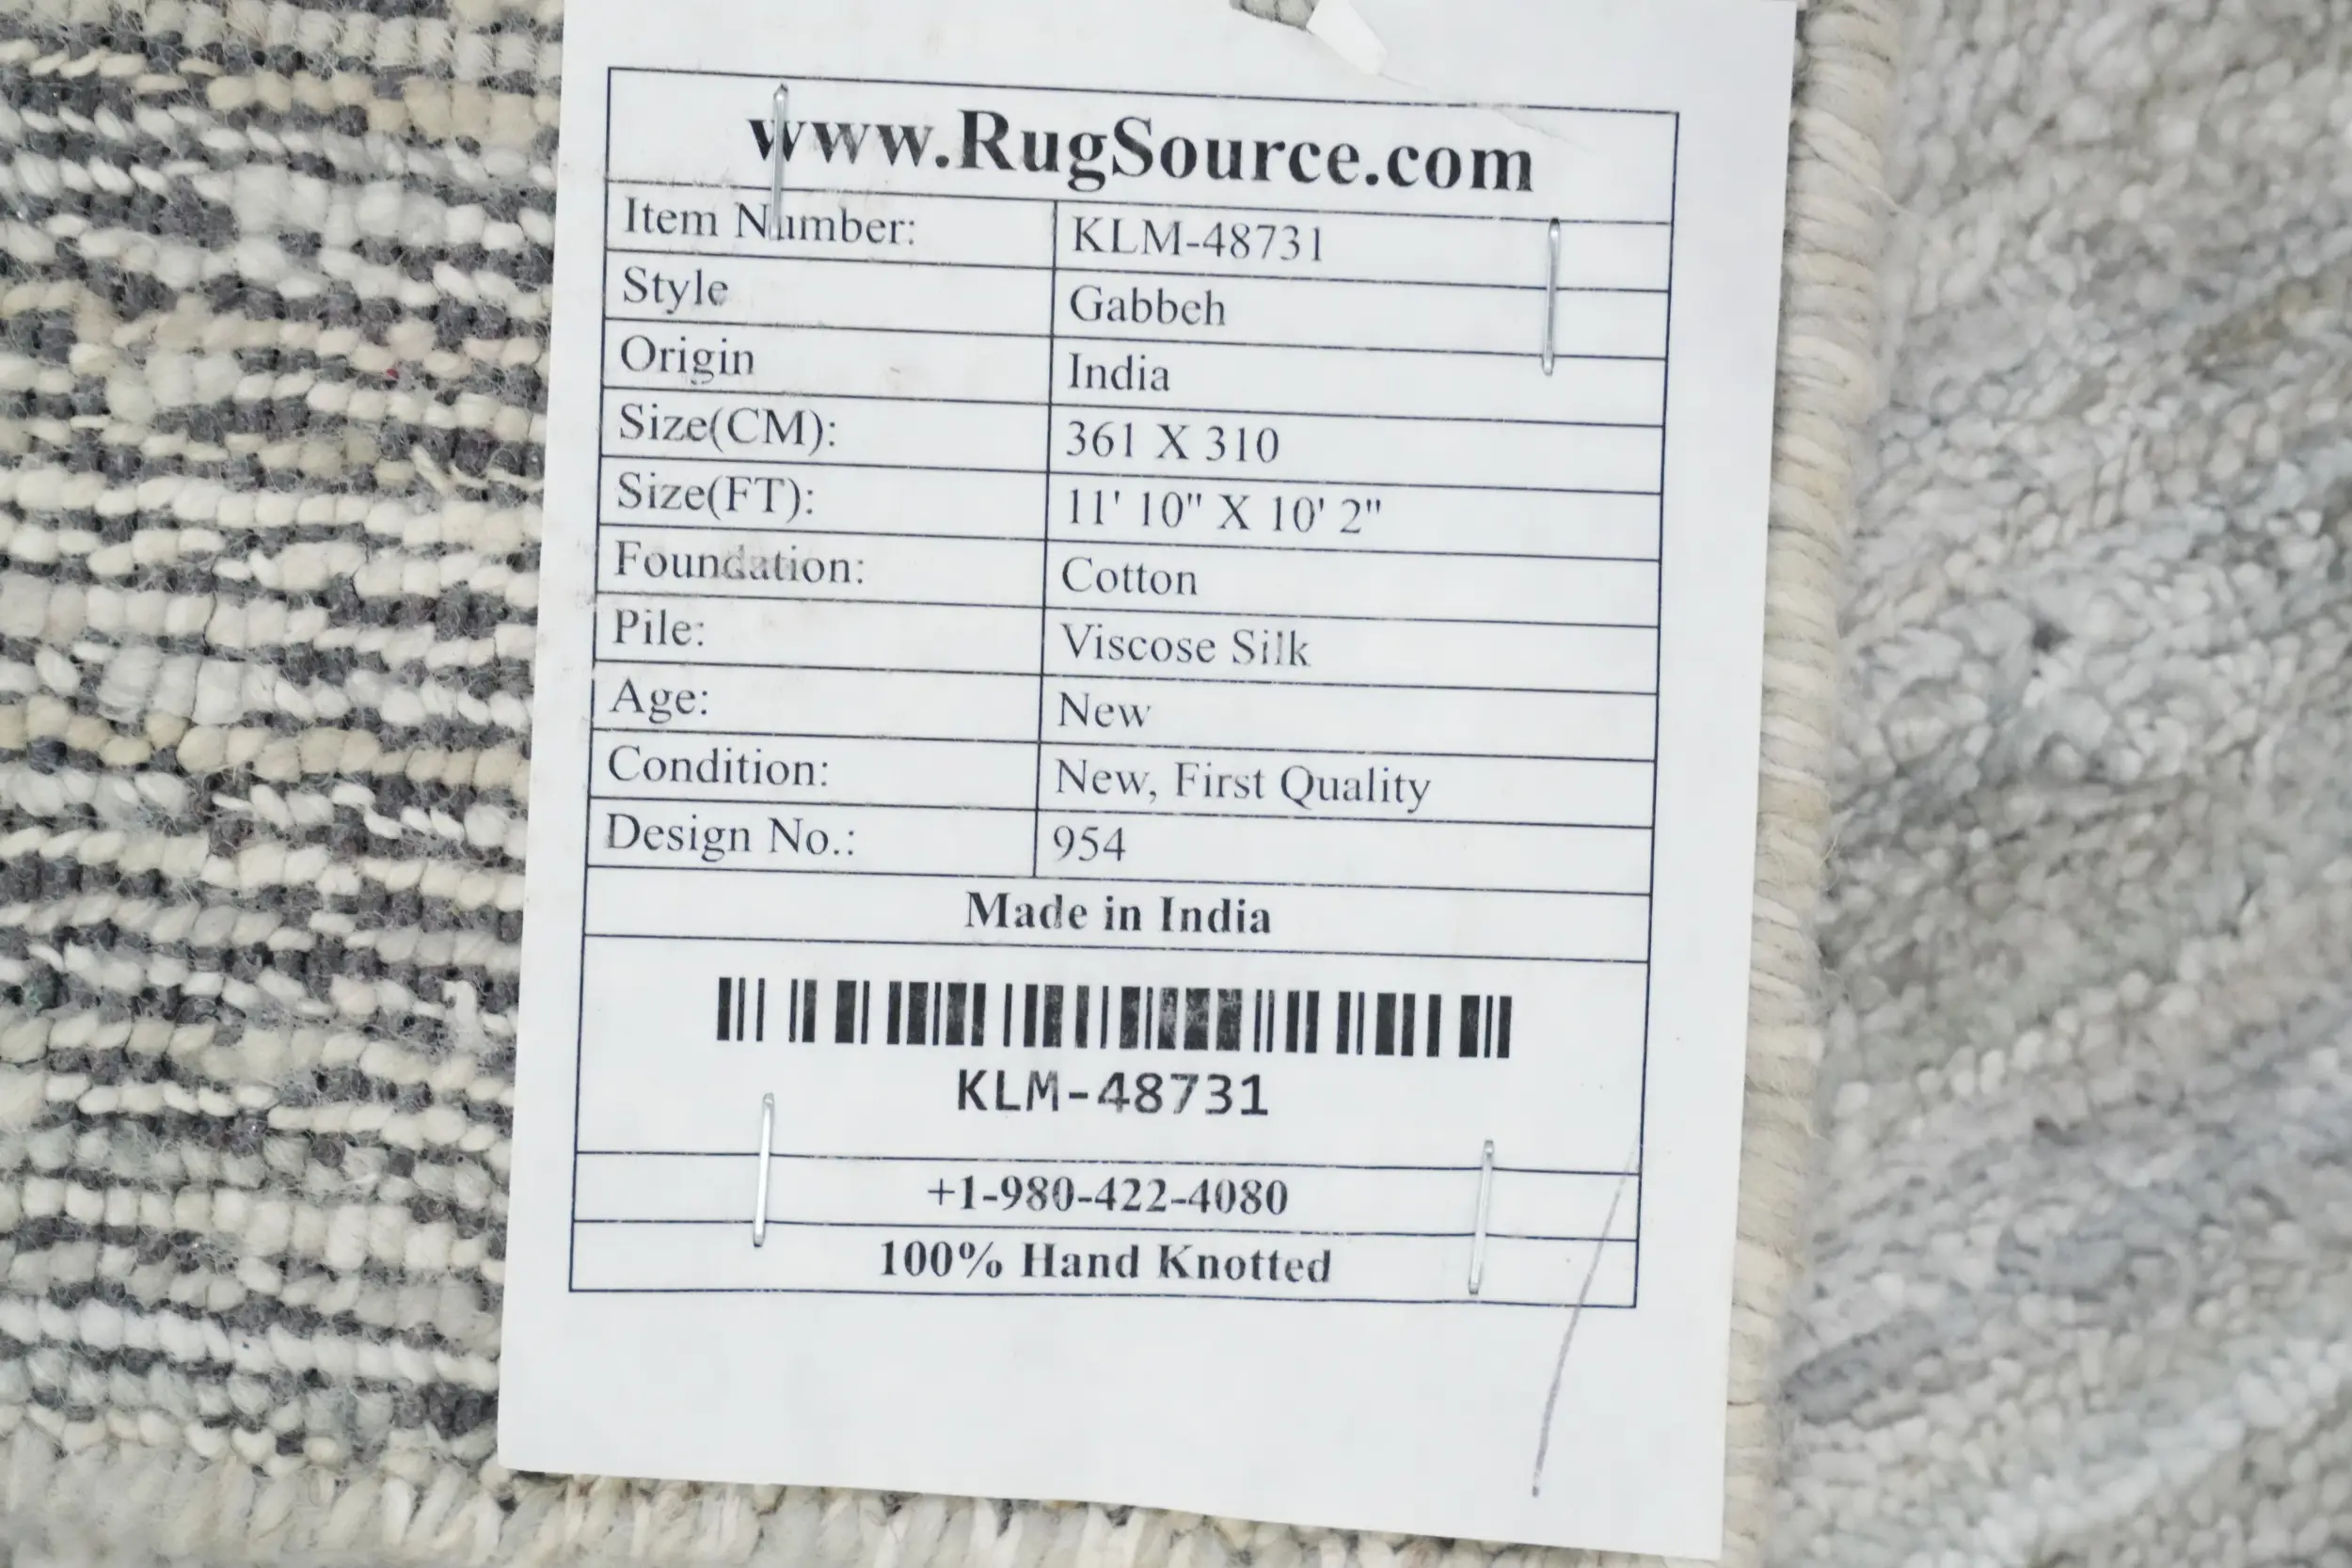 www.RugSource.com
Item Number: KLM-48731
Style Gabbeh
Origin India
Size(CM): 361 X 310
Size(FT): 11' 10" X 10' 2"
Foundation: Cotton
Pile: Viscose Silk
Age: New
Condition: New, First Quality
Design No.: 954
Made in India
KLM-48731
+1-980-422-4080
100% Hand Knotted